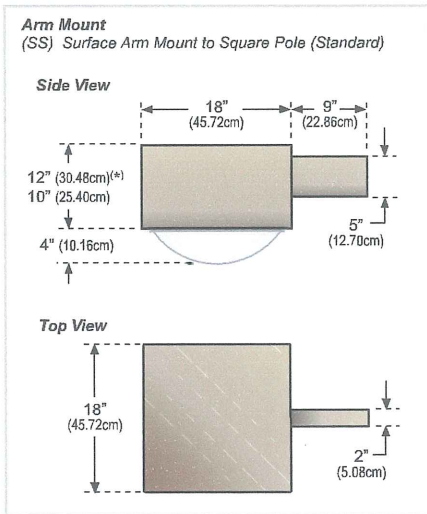 Arm Mount
(SS) Surface Arm Mount to Square Pole (Standard)
Side View
18"
(45.72cm)
9"
(22.86cm)
12" (30.48cm)(*)
10" (25.40cm)
4" (10.16cm)
5"
(12.70cm)
Top View
18"
(45.72cm)
2"
(5.08cm)